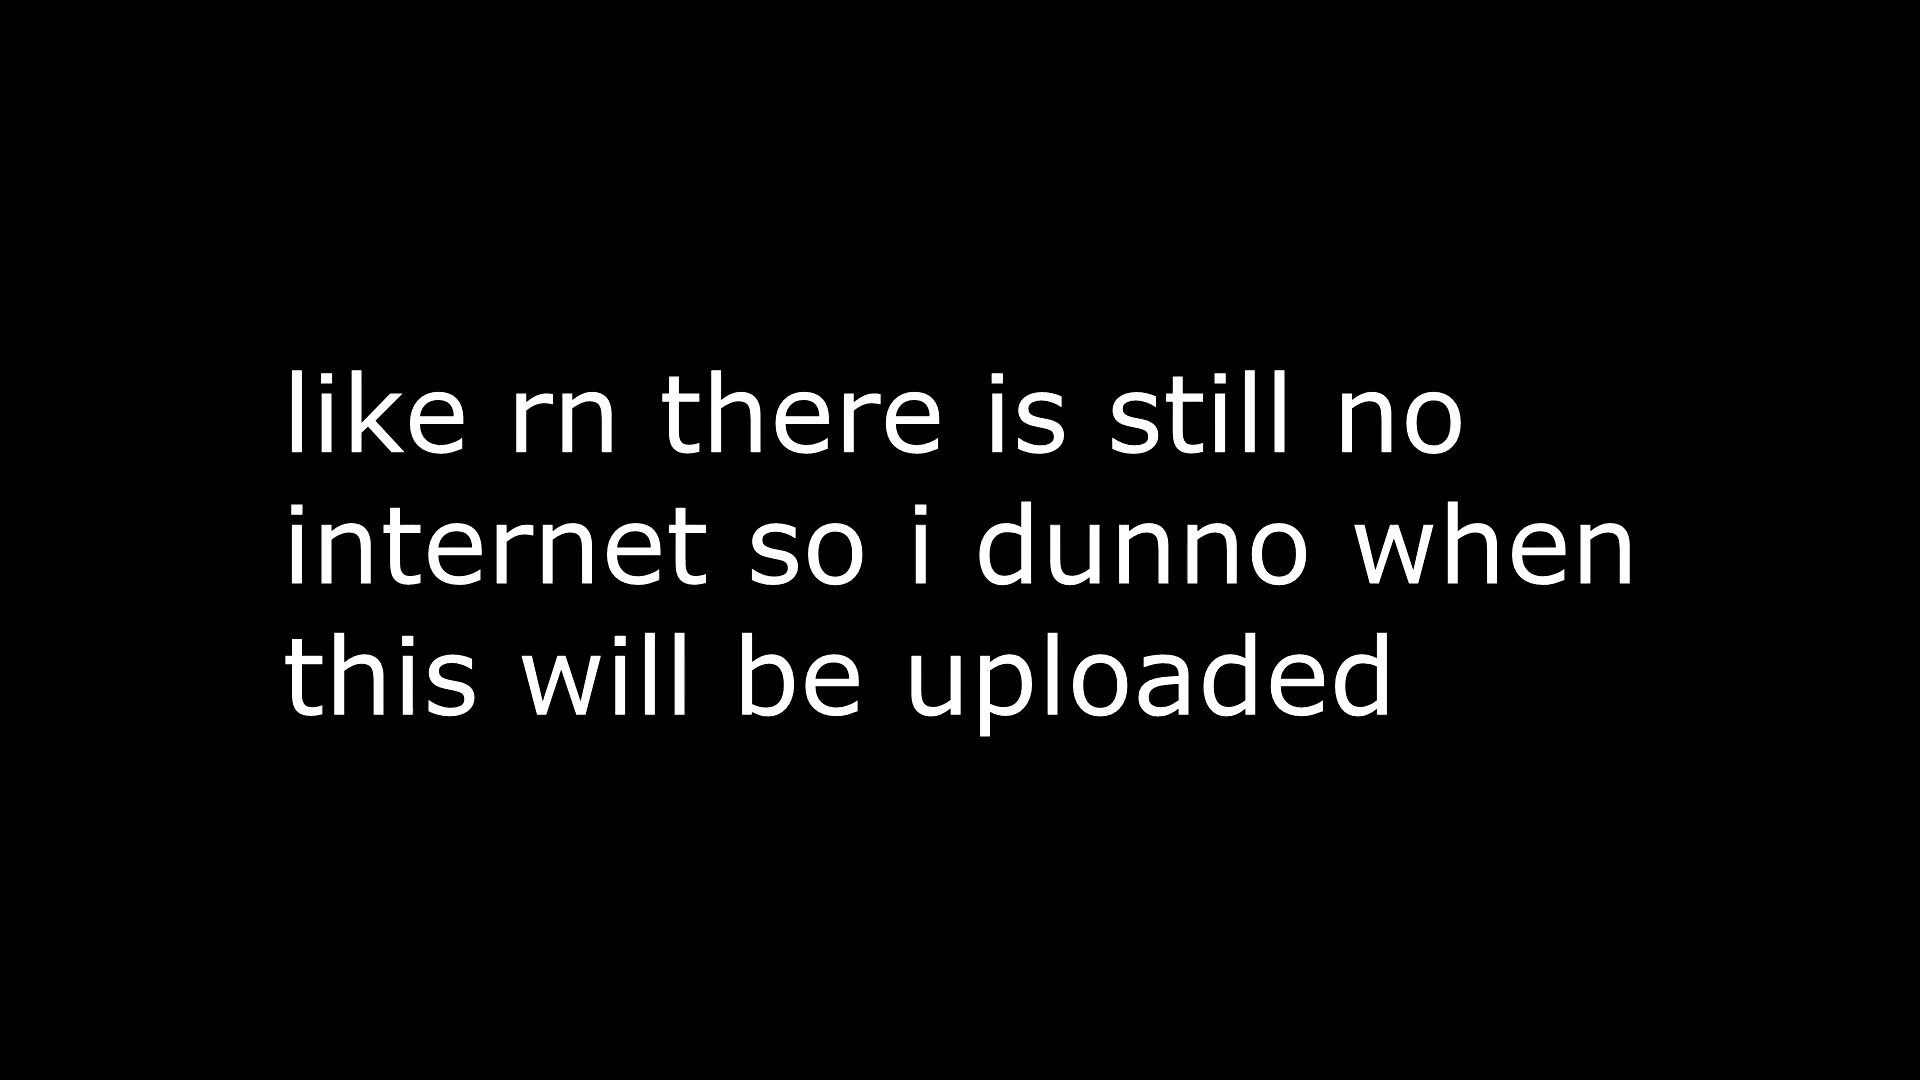 like rn there is still no
internet so i dunno when
this will be uploaded